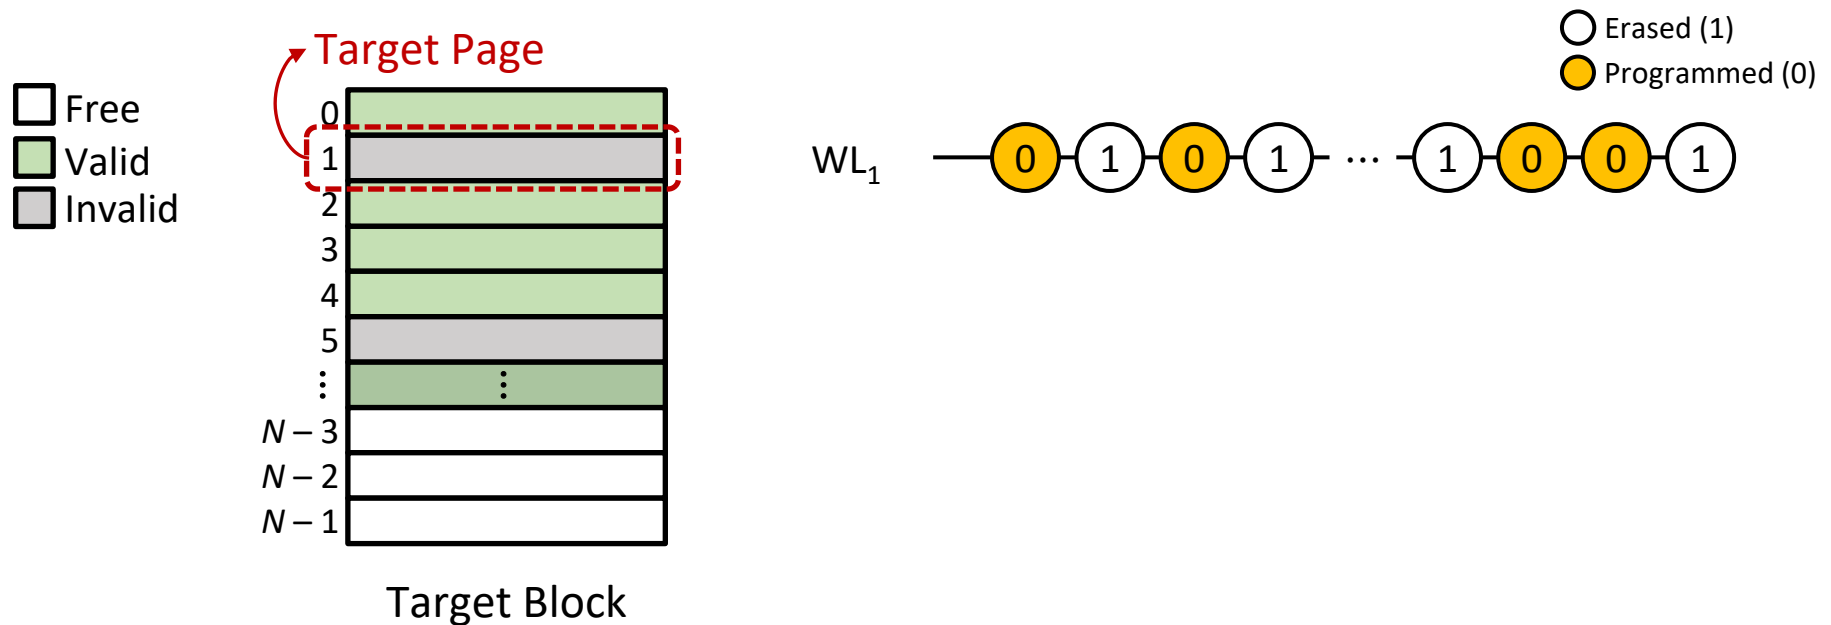 Target Page
Free
Valid
Invalid
0
1
2
3
4
5
⋮ ⋮
N – 3
N – 2
N – 1
Target Block
Erased (1)
Programmed (0)
WL1 0 1 0 1 ... 1 0 0 1